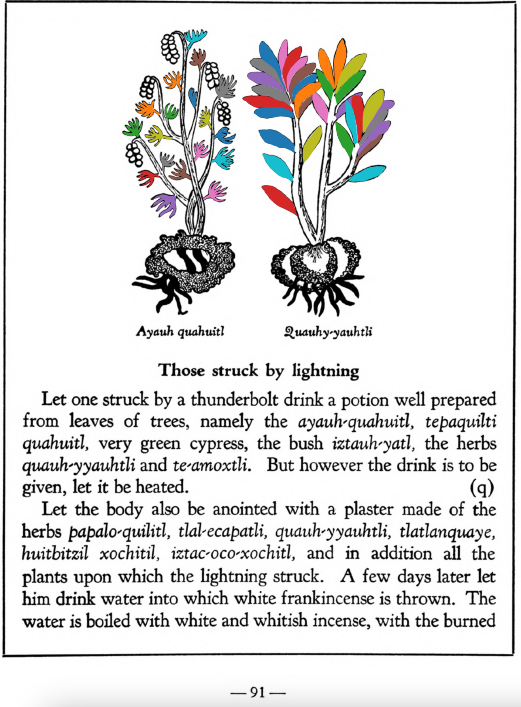 Ayauh quahuitl
Quauhy-yauhtli
Those struck by lightning
Let one struck by a thunderbolt drink a potion well prepared
from leaves of trees, namely the ayauh-quahuitl, tepaquilti
quahuitl, very green cypress, the bush iztauh-yatl, the herbs
quauh-yyauhtli and te-amoxtli. But however the drink is to be
given, let it be heated. (q)
Let the body also be anointed with a plaster made of the
herbs papalo-quilitl, tlal-ecapatli, quauh-yyauhtli, tlatlanquaye,
huitbitzil xochitil, iztac-oco-xochitl, and in addition all the
plants upon which the lightning struck. A few days later let
him drink water into which white frankincense is thrown. The
water is boiled with white and whitish incense, with the burned
—91—